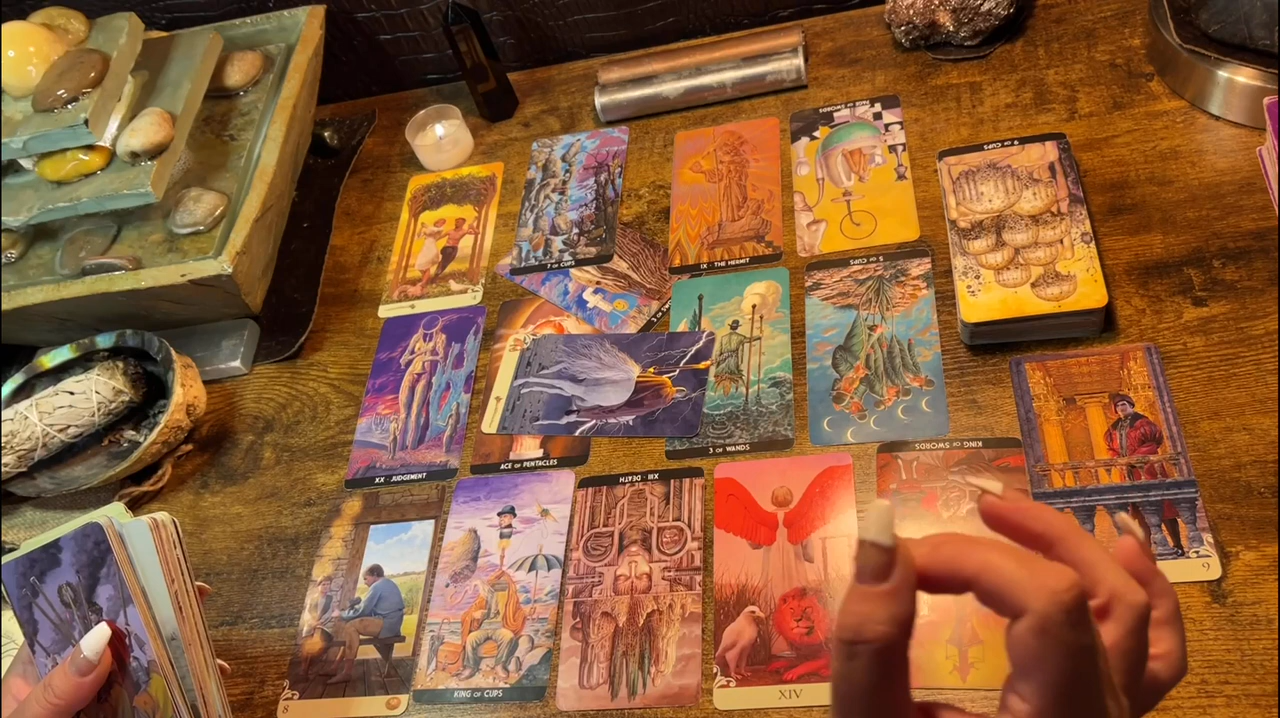 PAGE OF SWORDS
9 OF CUPS
7 OF CUPS
IX · THE HERMIT
5 OF CUPS
3 OF WANDS
XX · JUDGEMENT
ACE OF PENTACLES
XIII · DEATH
KING OF SWORDS
8
KING OF CUPS
XIV
9